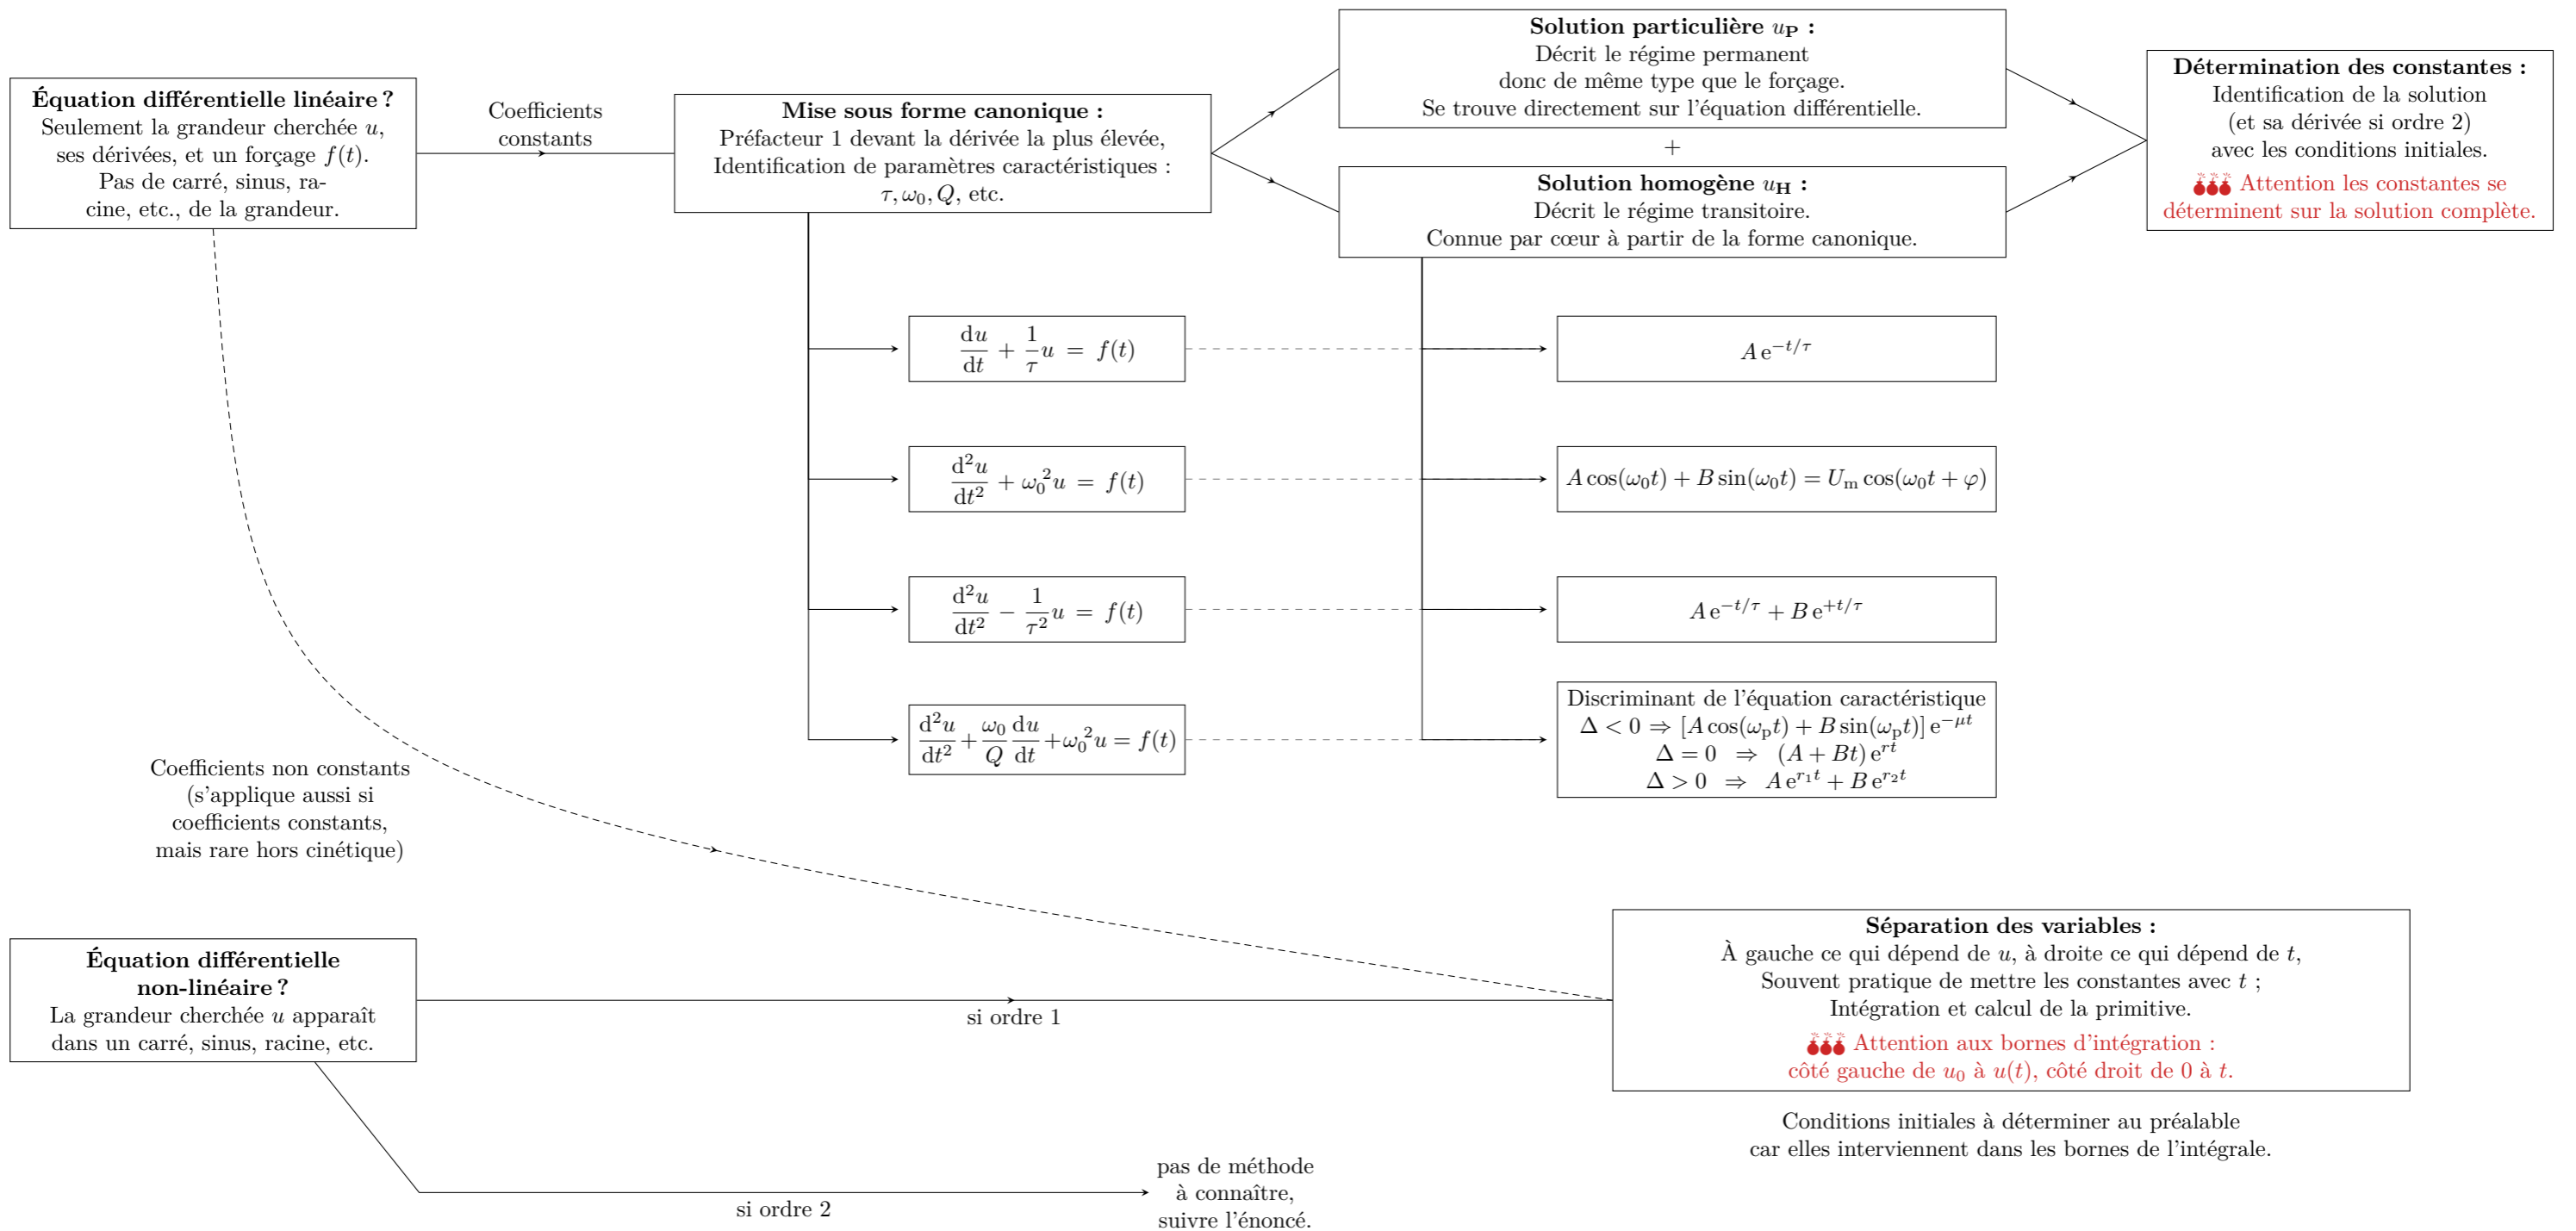 Équation différentielle linéaire ?
Seulement la grandeur cherchée u,
ses dérivées, et un forçage f(t).
Pas de carré, sinus, ra-
cine, etc., de la grandeur.
Coefficients
constants
Mise sous forme canonique :
Préfacteur 1 devant la dérivée la plus élevée,
Identification de paramètres caractéristiques :
τ, ω₀, Q, etc.
Solution particulière u_P :
Décrit le régime permanent
donc de même type que le forçage.
Se trouve directement sur l'équation différentielle.
+
Solution homogène u_H :
Décrit le régime transitoire.
Connue par cœur à partir de la forme canonique.
Détermination des constantes :
Identification de la solution
(et sa dérivée si ordre 2)
avec les conditions initiales.
💣💣💣 Attention les constantes se
déterminent sur la solution complète.
du/dt + 1/τ u = f(t)
A e^{−t/τ}
d²u/dt² + ω₀² u = f(t)
A cos(ω₀t) + B sin(ω₀t) = U_m cos(ω₀t + φ)
d²u/dt² − 1/τ² u = f(t)
A e^{−t/τ} + B e^{+t/τ}
d²u/dt² + ω₀/Q du/dt + ω₀² u = f(t)
Discriminant de l'équation caractéristique
Δ < 0 ⇒ [A cos(ω_p t) + B sin(ω_p t)] e^{−μt}
Δ = 0 ⇒ (A + Bt) e^{rt}
Δ > 0 ⇒ A e^{r₁t} + B e^{r₂t}
Coefficients non constants
(s'applique aussi si
coefficients constants,
mais rare hors cinétique)
Équation différentielle
non-linéaire ?
La grandeur cherchée u apparaît
dans un carré, sinus, racine, etc.
si ordre 1
Séparation des variables :
À gauche ce qui dépend de u, à droite ce qui dépend de t,
Souvent pratique de mettre les constantes avec t ;
Intégration et calcul de la primitive.
💣💣💣 Attention aux bornes d'intégration :
côté gauche de u₀ à u(t), côté droit de 0 à t.
Conditions initiales à déterminer au préalable
car elles interviennent dans les bornes de l'intégrale.
si ordre 2
pas de méthode
à connaître,
suivre l'énoncé.